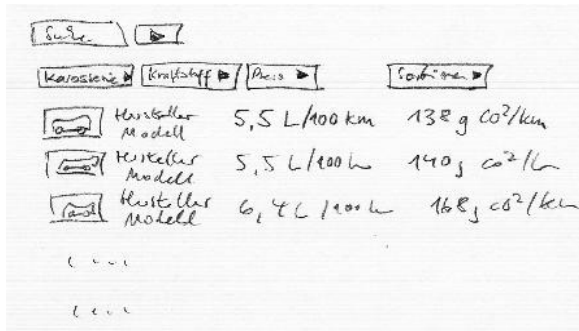 Suche
Karosserie Kraftstoff Preis Sortieren
Hersteller 5,5 L/100 km 138 g CO²/km
Modell
Hersteller 5,5 L/100 km 140 g CO²/km
Modell
Hersteller 6,4 L/100 km 168 g CO²/km
Modell
....
....